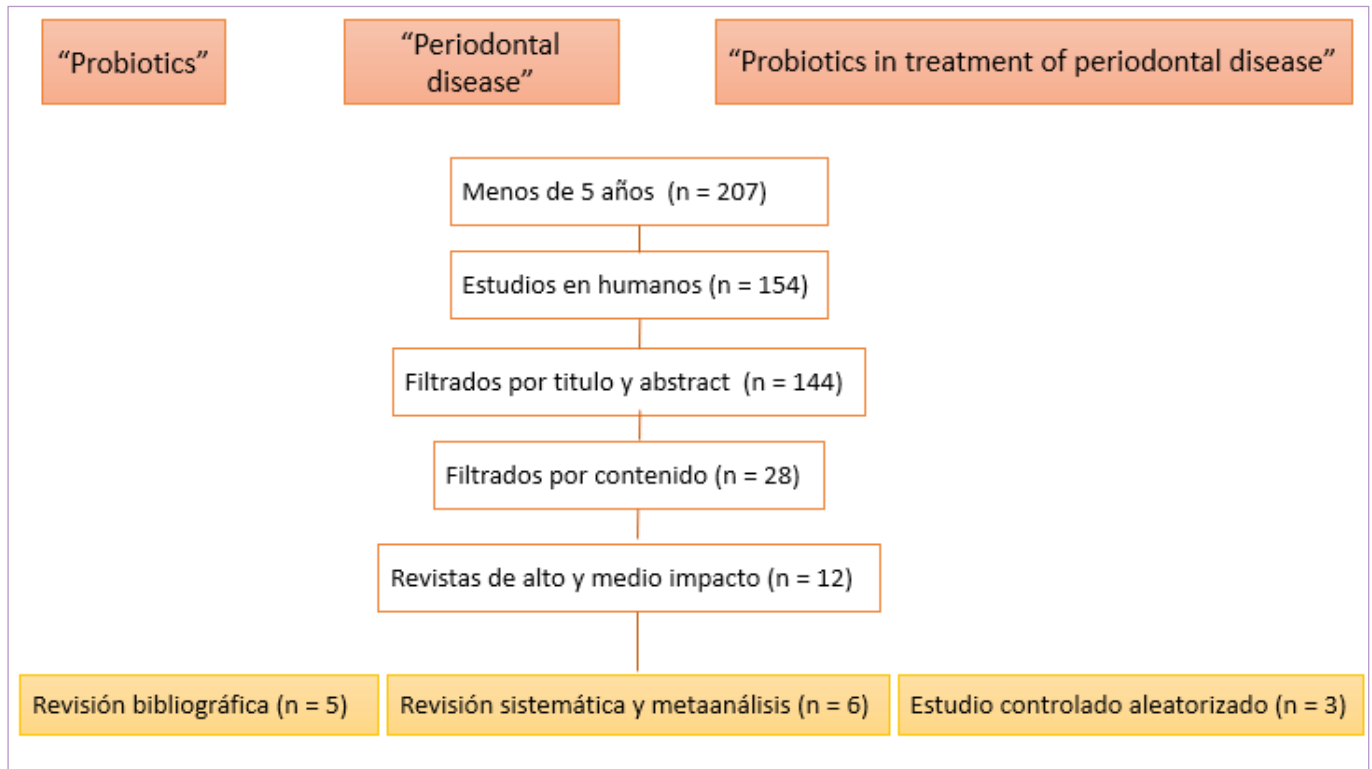 “Probiotics”
“Periodontal
disease”
“Probiotics in treatment of periodontal disease”
Menos de 5 años (n = 207)
Estudios en humanos (n = 154)
Filtrados por titulo y abstract (n = 144)
Filtrados por contenido (n = 28)
Revistas de alto y medio impacto (n = 12)
Revisión bibliográfica (n = 5)
Revisión sistemática y metaanálisis (n = 6)
Estudio controlado aleatorizado (n = 3)